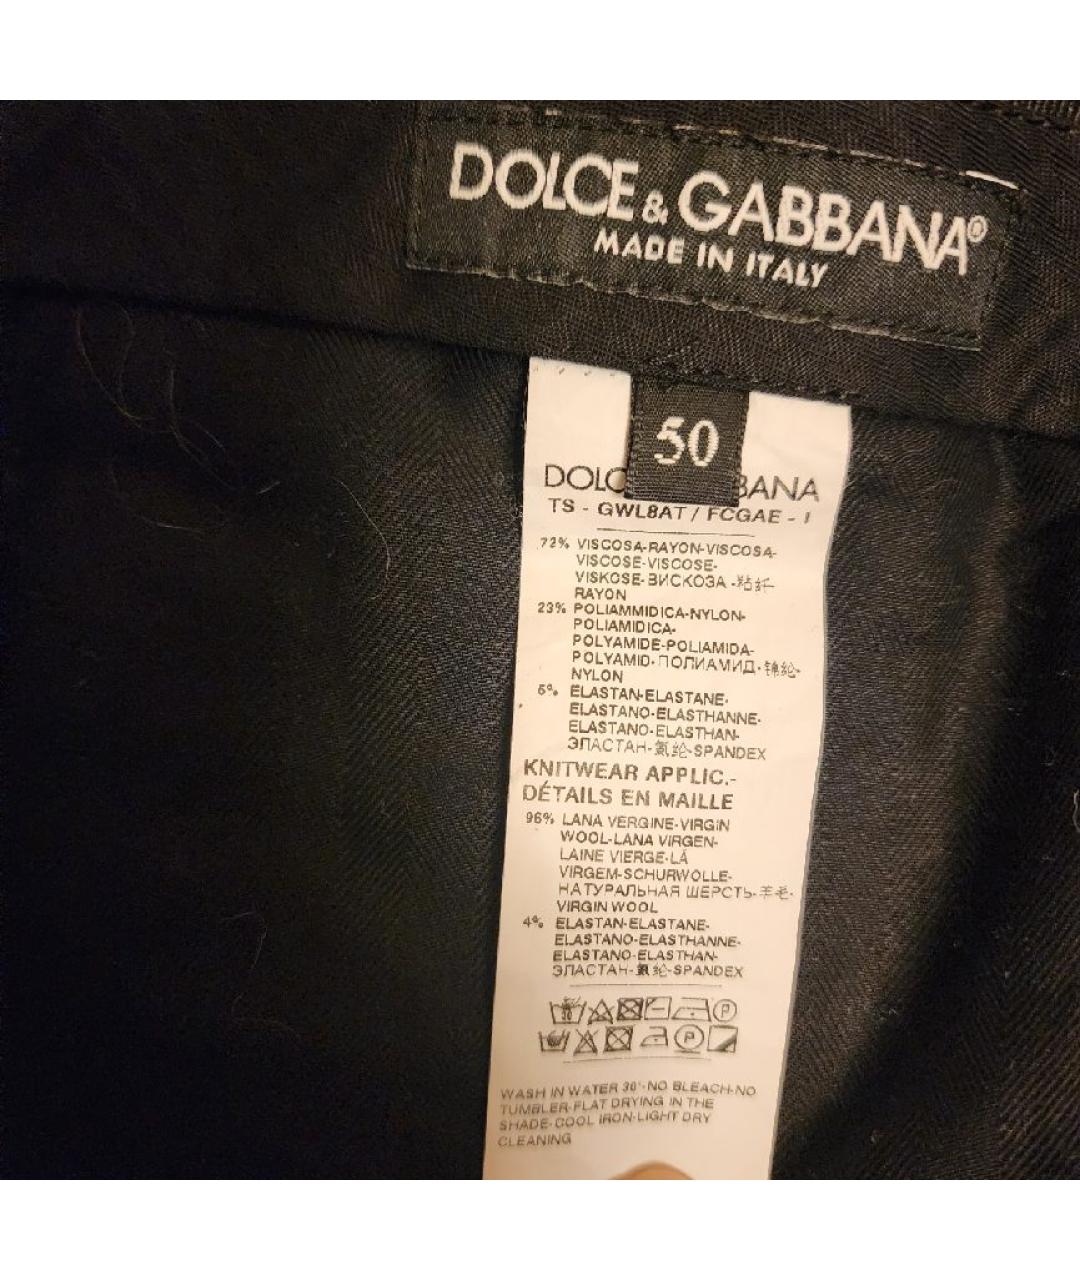 DOLCE & GABBANA®
MADE IN ITALY
50
DOLC BANA
TS - GWL8AT / FCGAE - I
72% VISCOSA-RAYON-VISCOSA-
VISCOSE-VISCOSE-
VISKOSE-ВИСКОЗА-粘纤
RAYON
23% POLIAMMIDICA-NYLON-
POLIAMIDICA-
POLYAMIDE-POLIAMIDA-
POLYAMID-ПОЛИАМИД-锦纶-
NYLON
5% ELASTAN-ELASTANE-
ELASTANO-ELASTHANNE-
ELASTANO-ELASTHAN-
ЭЛАСТАН-氨纶-SPANDEX
KNITWEAR APPLIC.-
DÉTAILS EN MAILLE
96% LANA VERGINE-VIRGIN
WOOL-LANA VIRGEN-
LAINE VIERGE-LÃ
VIRGEM-SCHURWOLLE-
НАТУРАЛЬНАЯ ШЕРСТЬ-羊毛-
VIRGIN WOOL
4% ELASTAN-ELASTANE-
ELASTANO-ELASTHANNE-
ELASTANO-ELASTHAN-
ЭЛАСТАН-氨纶-SPANDEX
30 P
P
WASH IN WATER 30°-NO BLEACH-NO
TUMBLER-FLAT DRYING IN THE
SHADE-COOL IRON-LIGHT DRY
CLEANING